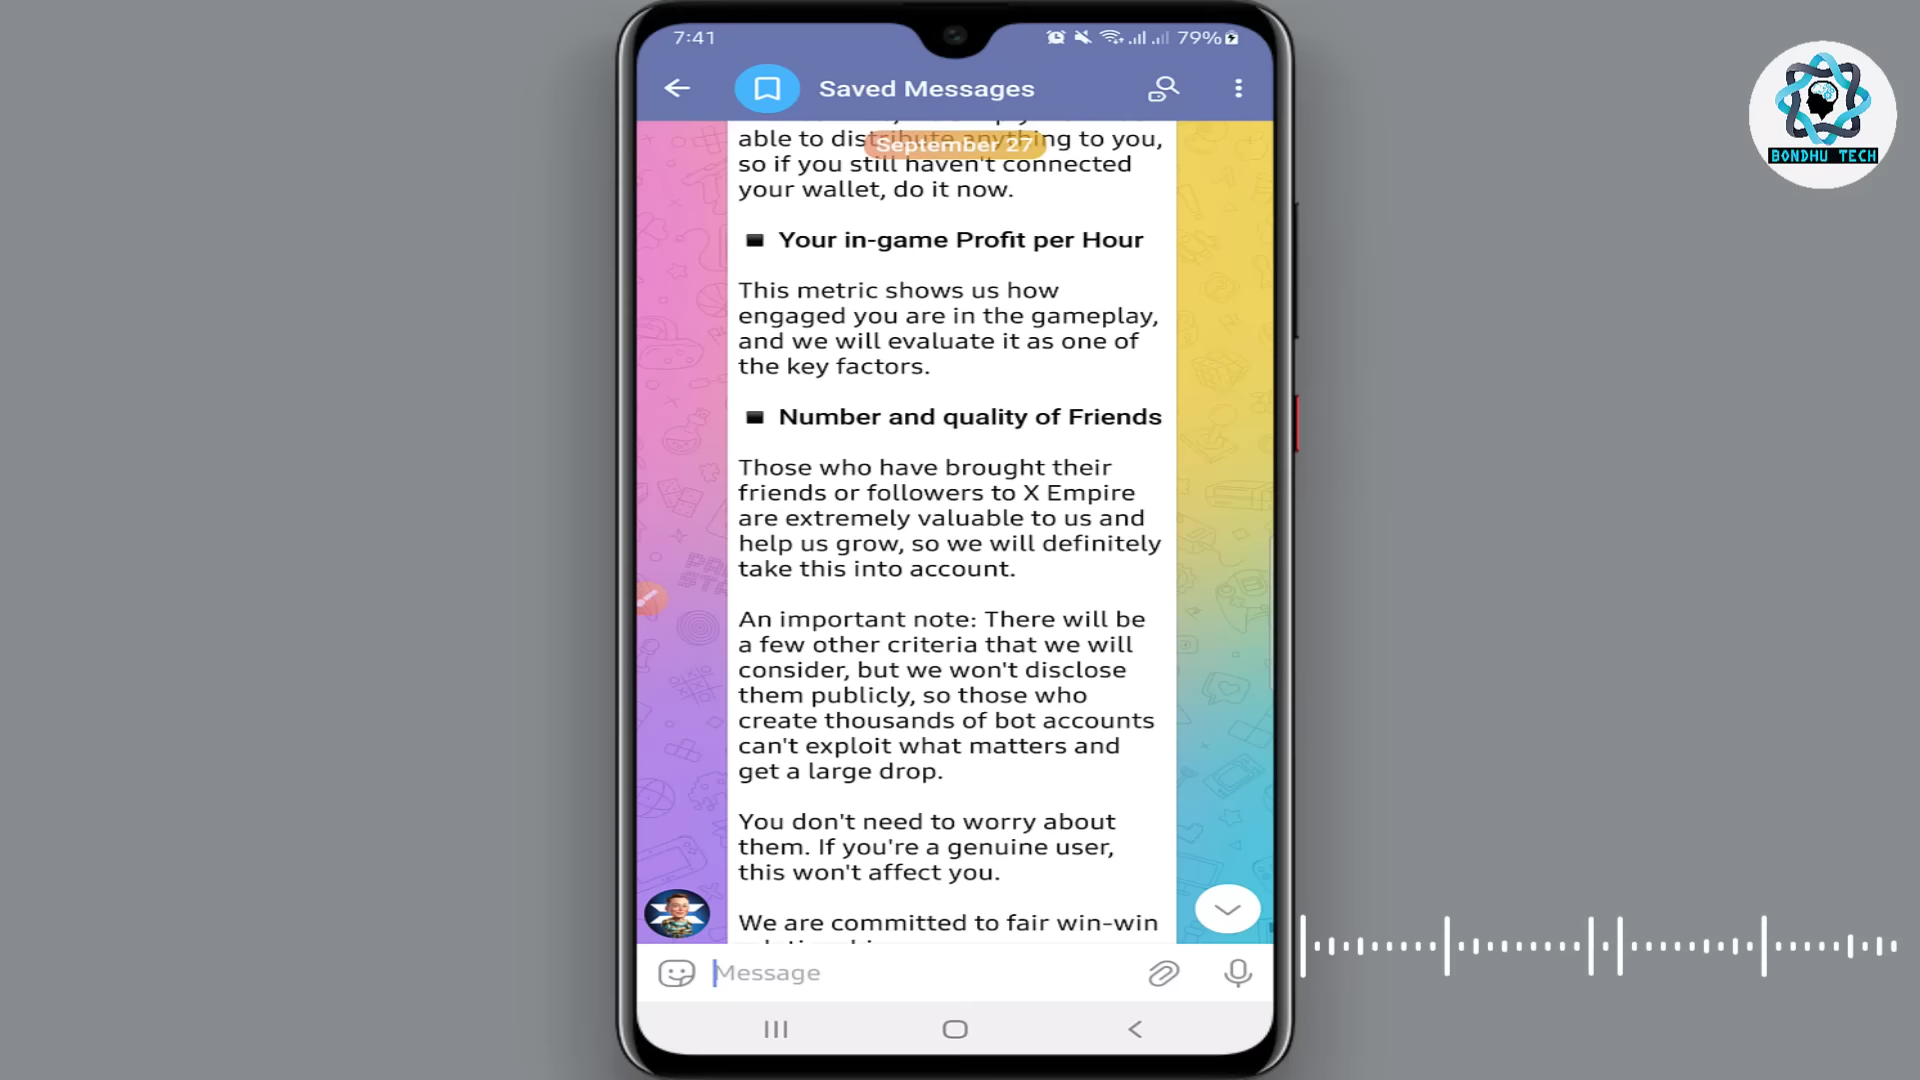 7:41
79%
Saved Messages
BONDHU TECH
able to distribute anything to you,
September 27
so if you still haven't connected
your wallet, do it now.
Your in-game Profit per Hour
This metric shows us how
engaged you are in the gameplay,
and we will evaluate it as one of
the key factors.
Number and quality of Friends
Those who have brought their
friends or followers to X Empire
are extremely valuable to us and
help us grow, so we will definitely
take this into account.
An important note: There will be
a few other criteria that we will
consider, but we won't disclose
them publicly, so those who
create thousands of bot accounts
can't exploit what matters and
get a large drop.
You don't need to worry about
them. If you're a genuine user,
this won't affect you.
We are committed to fair win-win
Message